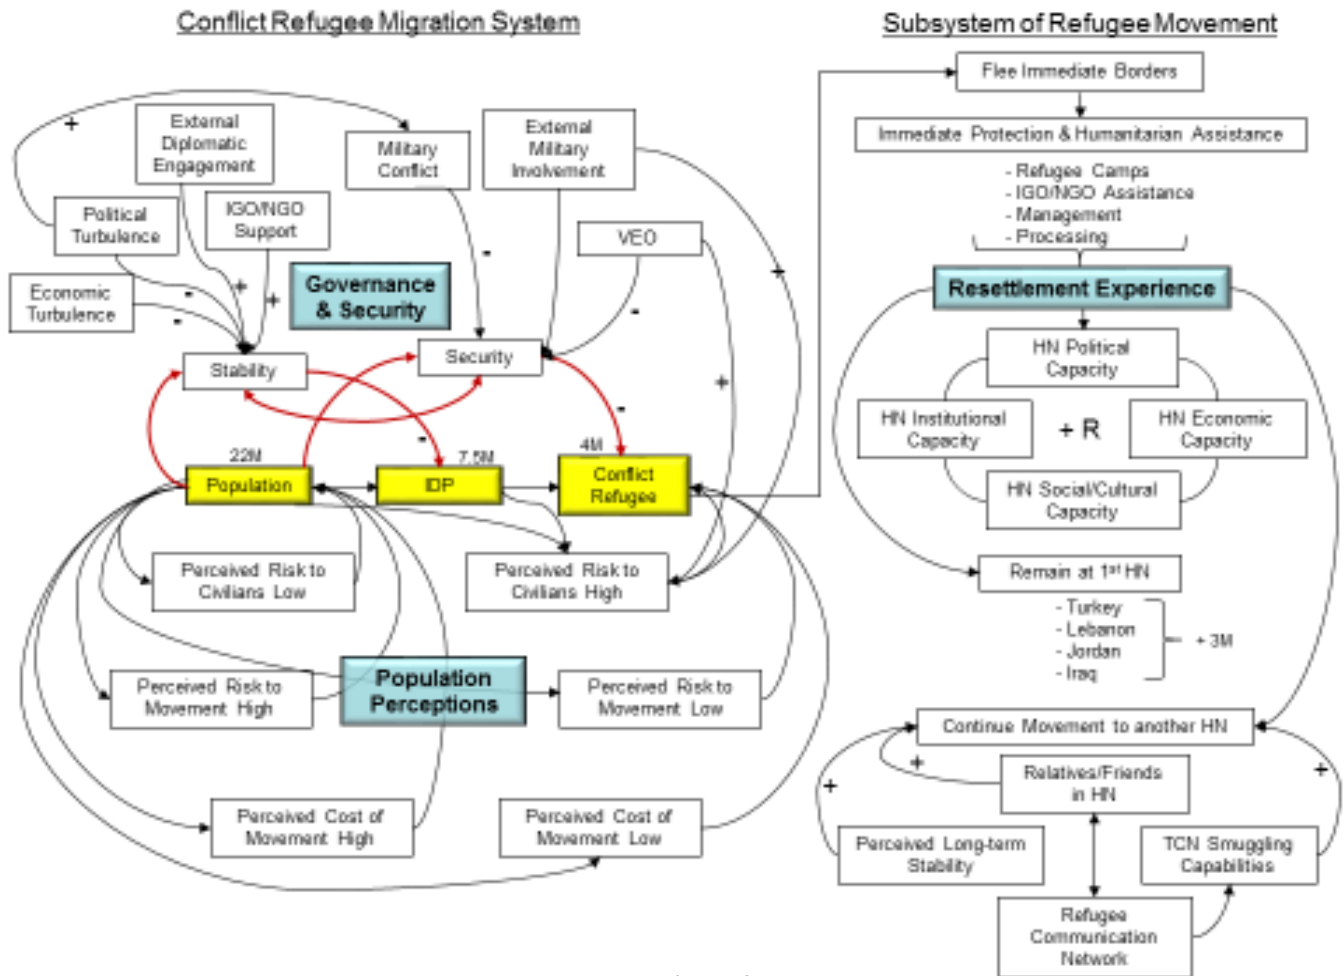 Conflict Refugee Migration System
Subsystem of Refugee Movement
+
External
Diplomatic
Engagement
Military
Conflict
External
Military
Involvement
Political
Turbulence
IGO/NGO
Support
VEO
Economic
Turbulence
Governance
& Security
-
-
+
+
-
-
+
+
Stability
Security
-
-
22M
Population
7.5M
IDP
4M
Conflict
Refugee
Perceived Risk to
Civilians Low
Perceived Risk to
Civilians High
Perceived Risk to
Movement High
Population
Perceptions
Perceived Risk to
Movement Low
Perceived Cost of
Movement High
Perceived Cost of
Movement Low
Flee Immediate Borders
Immediate Protection & Humanitarian Assistance
- Refugee Camps
- IGO/NGO Assistance
- Management
- Processing
Resettlement Experience
HN Political
Capacity
HN Institutional
Capacity
+ R
HN Economic
Capacity
HN Social/Cultural
Capacity
Remain at 1st HN
- Turkey
- Lebanon
- Jordan
- Iraq
+ 3M
Continue Movement to another HN
+
+
+
Relatives/Friends
in HN
Perceived Long-term
Stability
TCN Smuggling
Capabilities
Refugee
Communication
Network